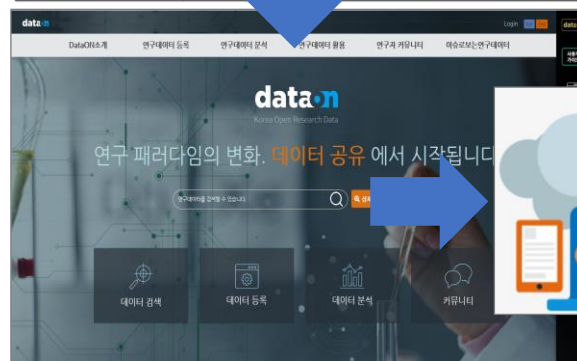 dataon
Login
DataON소개 연구데이터 등록 연구데이터 분석 연구데이터 활용 연구자 커뮤니티 이슈로보는연구데이터
dataon
Korea Open Research Data
연구 패러다임의 변화. 데이터 공유 에서 시작됩니다
연구데이터를 검색할 수 있습니다
데이터 검색 데이터 등록 데이터 분석 커뮤니티